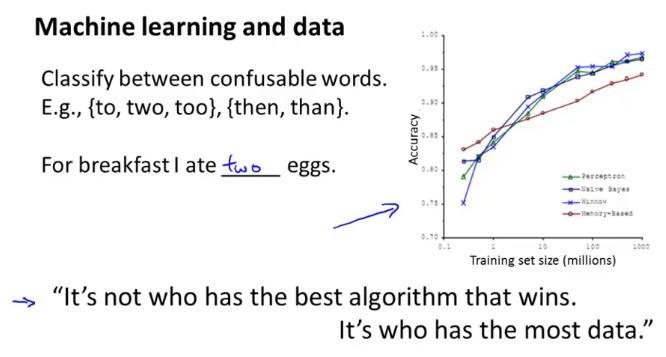 Machine learning and data
Classify between confusable words.
E.g., {to, two, too}, {then, than}.
For breakfast I ate two eggs.
1.00
0.95
0.90
0.85
0.80
0.75
0.70
Accuracy
Perceptron
Naive Bayes
Winnow
Memory-Based
0.1 1 10 100 1000
Training set size (millions)
“It’s not who has the best algorithm that wins.
It’s who has the most data.”